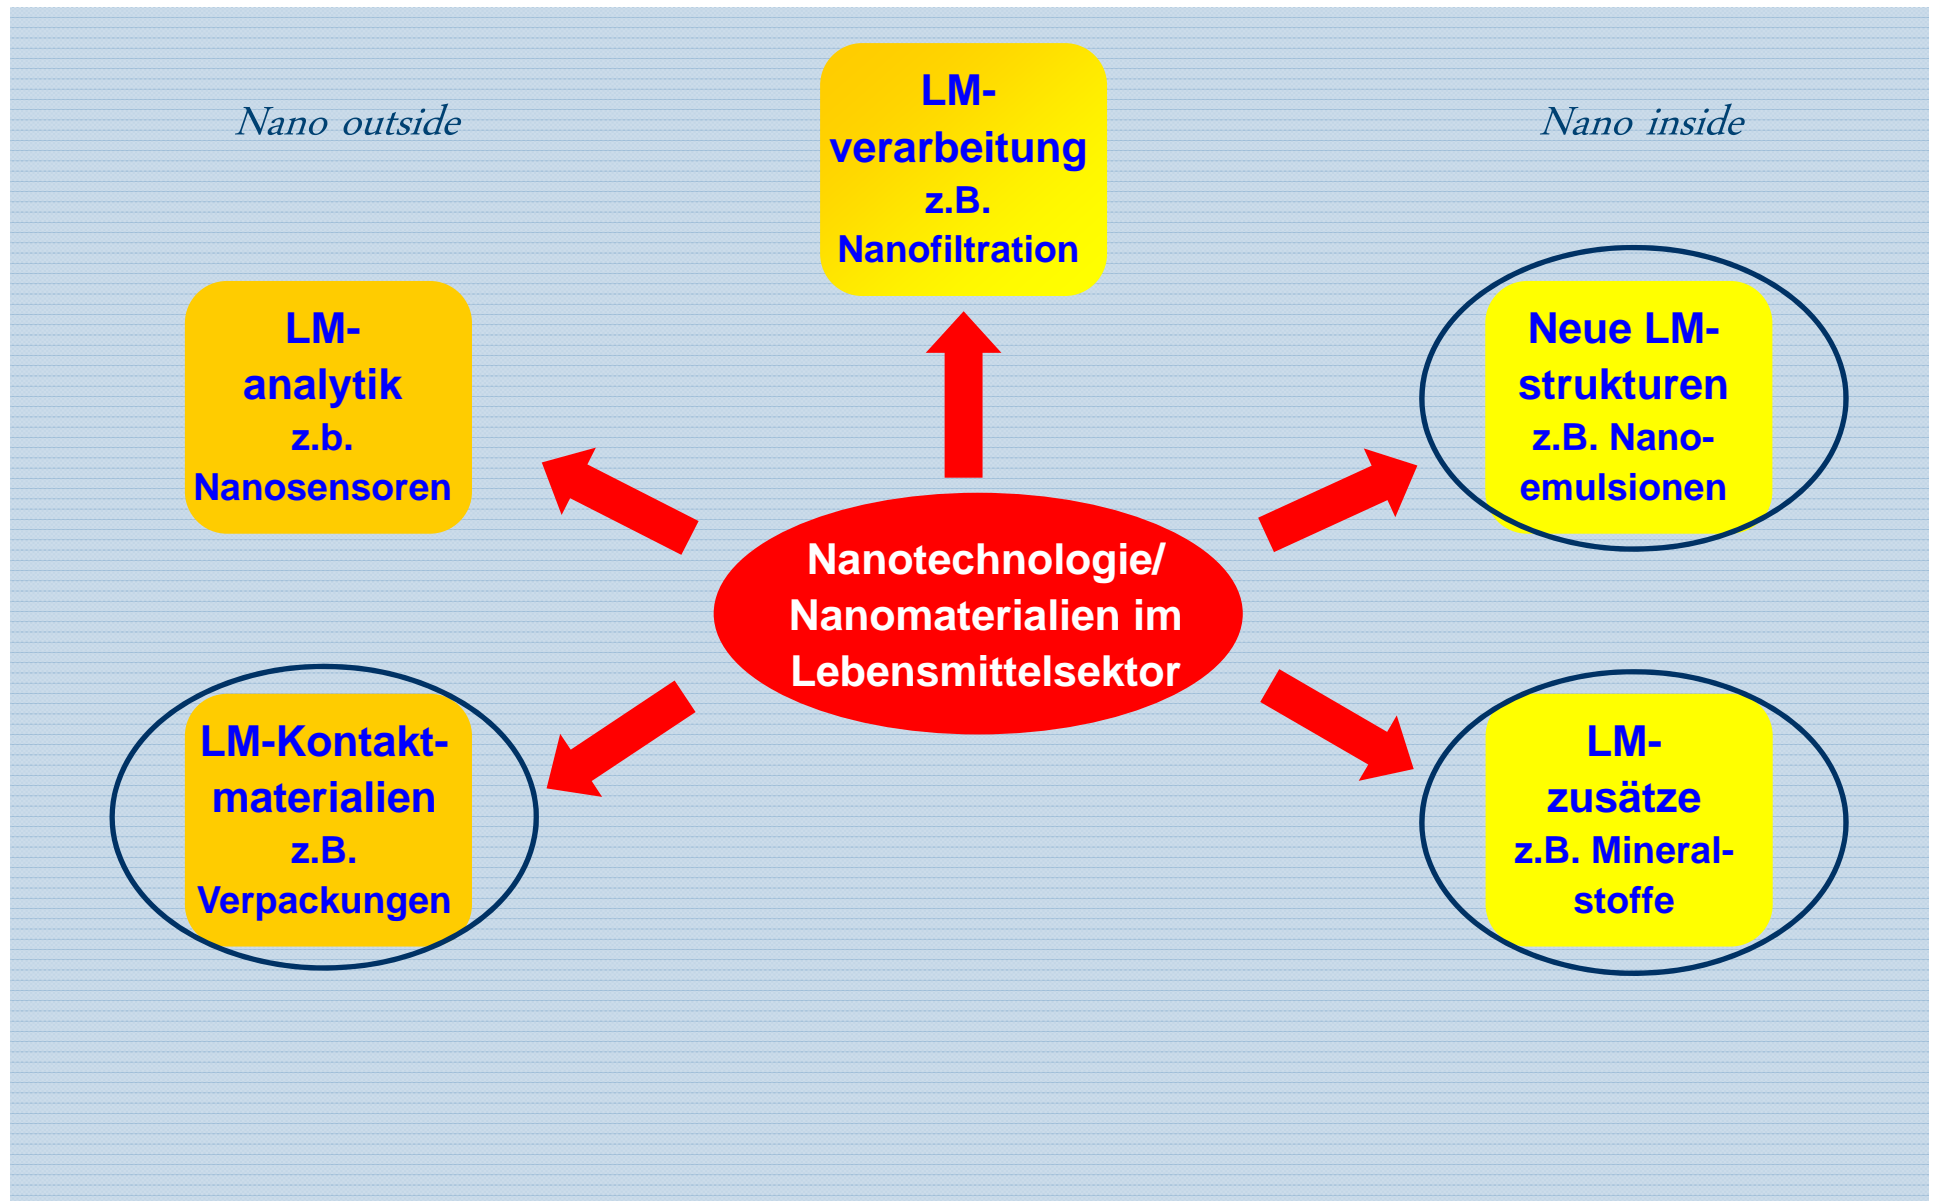 Nano outside
LM-
verarbeitung
z.B.
Nanofiltration
Nano inside
LM-
analytik
z.b.
Nanosensoren
Neue LM-
strukturen
z.B. Nano-
emulsionen
Nanotechnologie/
Nanomaterialien im
Lebensmittelsektor
LM-Kontakt-
materialien
z.B.
Verpackungen
LM-
zusätze
z.B. Mineral-
stoffe